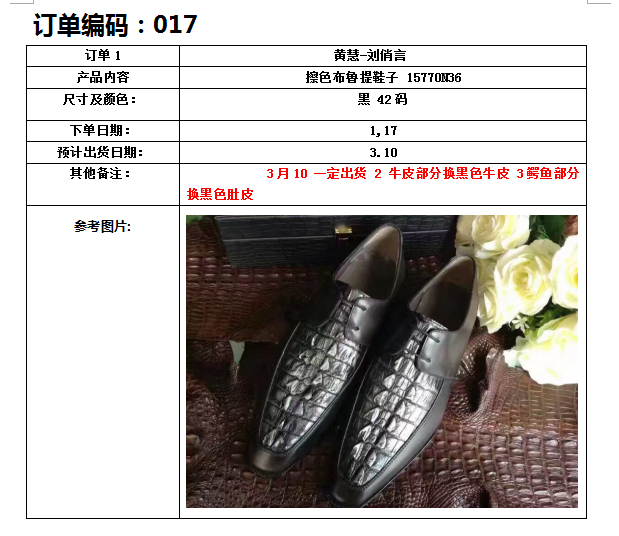 订单编码：017
订单 1 黄慧-刘俏言
产品内容 擦色布鲁提鞋子 15770N36
尺寸及颜色： 黑 42码
下单日期： 1,17
预计出货日期： 3.10
其他备注： 3月10 一定出货 2 牛皮部分换黑色牛皮 3鳄鱼部分
换黑色肚皮
参考图片: